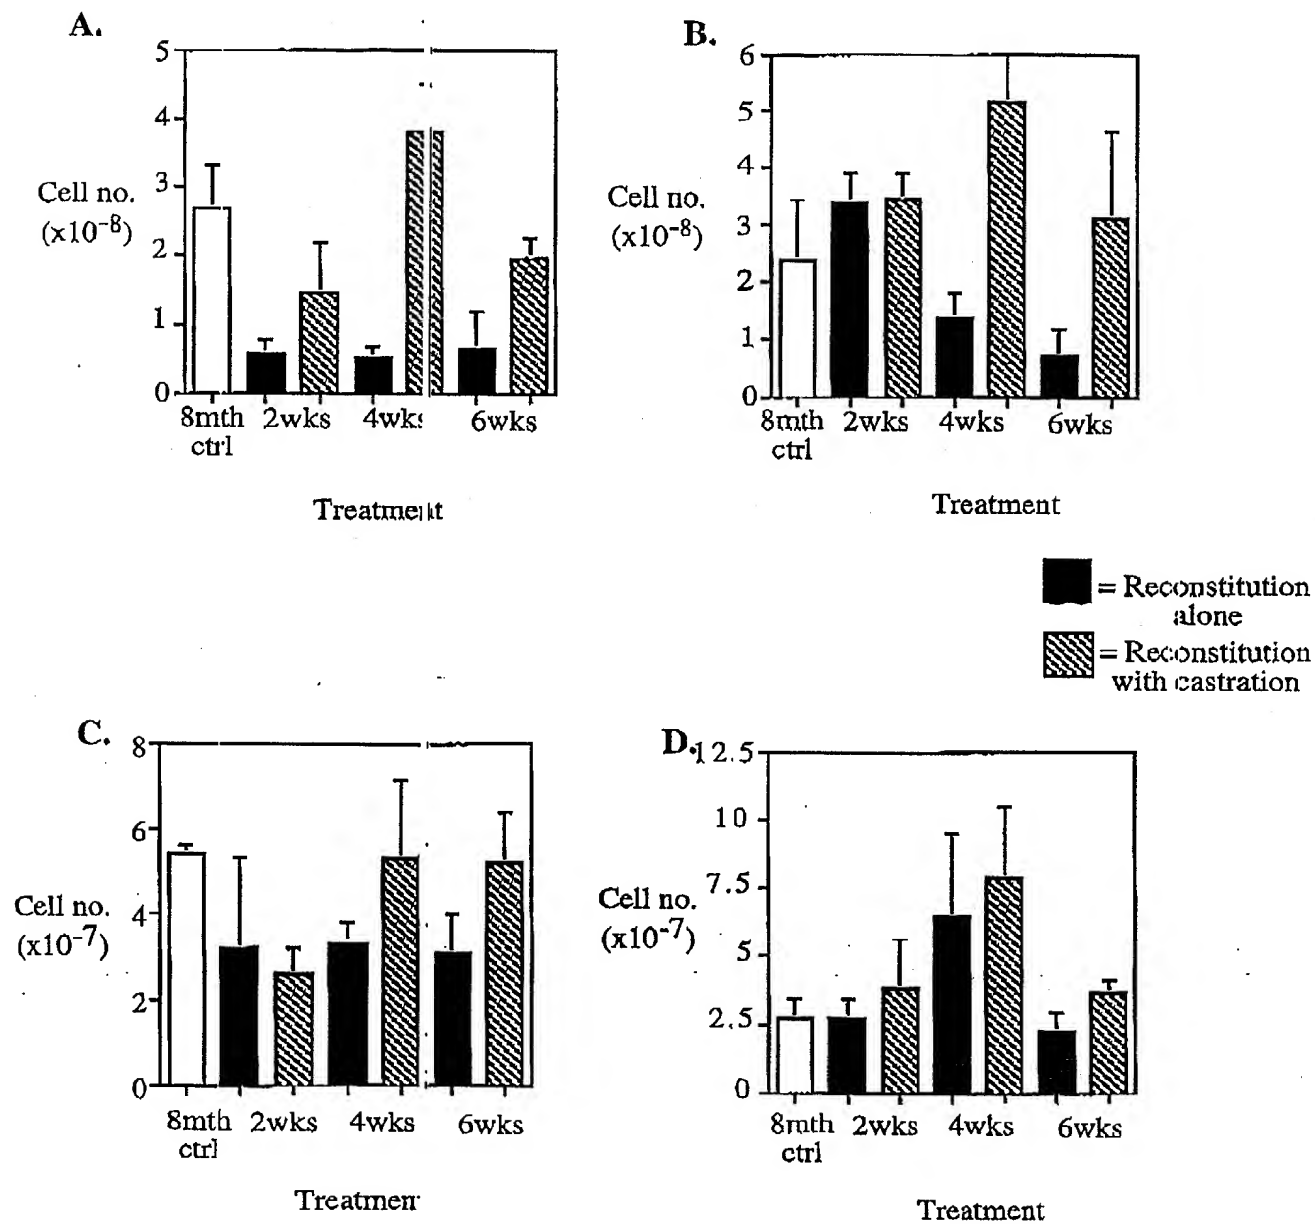 A.
5
4
3
2
1
0
Cell no.
(x10⁻⁸)
8mth 2wks 4wks 6wks
ctrl
Treatment
B.
6
5
4
3
2
1
0
Cell no.
(x10⁻⁸)
8mth 2wks 4wks 6wks
ctrl
Treatment
= Reconstitution
alone
= Reconstitution
with castration
C.
8
6
4
2
0
Cell no.
(x10⁻⁷)
8mth 2wks 4wks 6wks
ctrl
Treatment
D.
12.5
10
7.5
5
2.5
0
Cell no.
(x10⁻⁷)
8mth 2wks 4wks 6wks
ctrl
Treatment